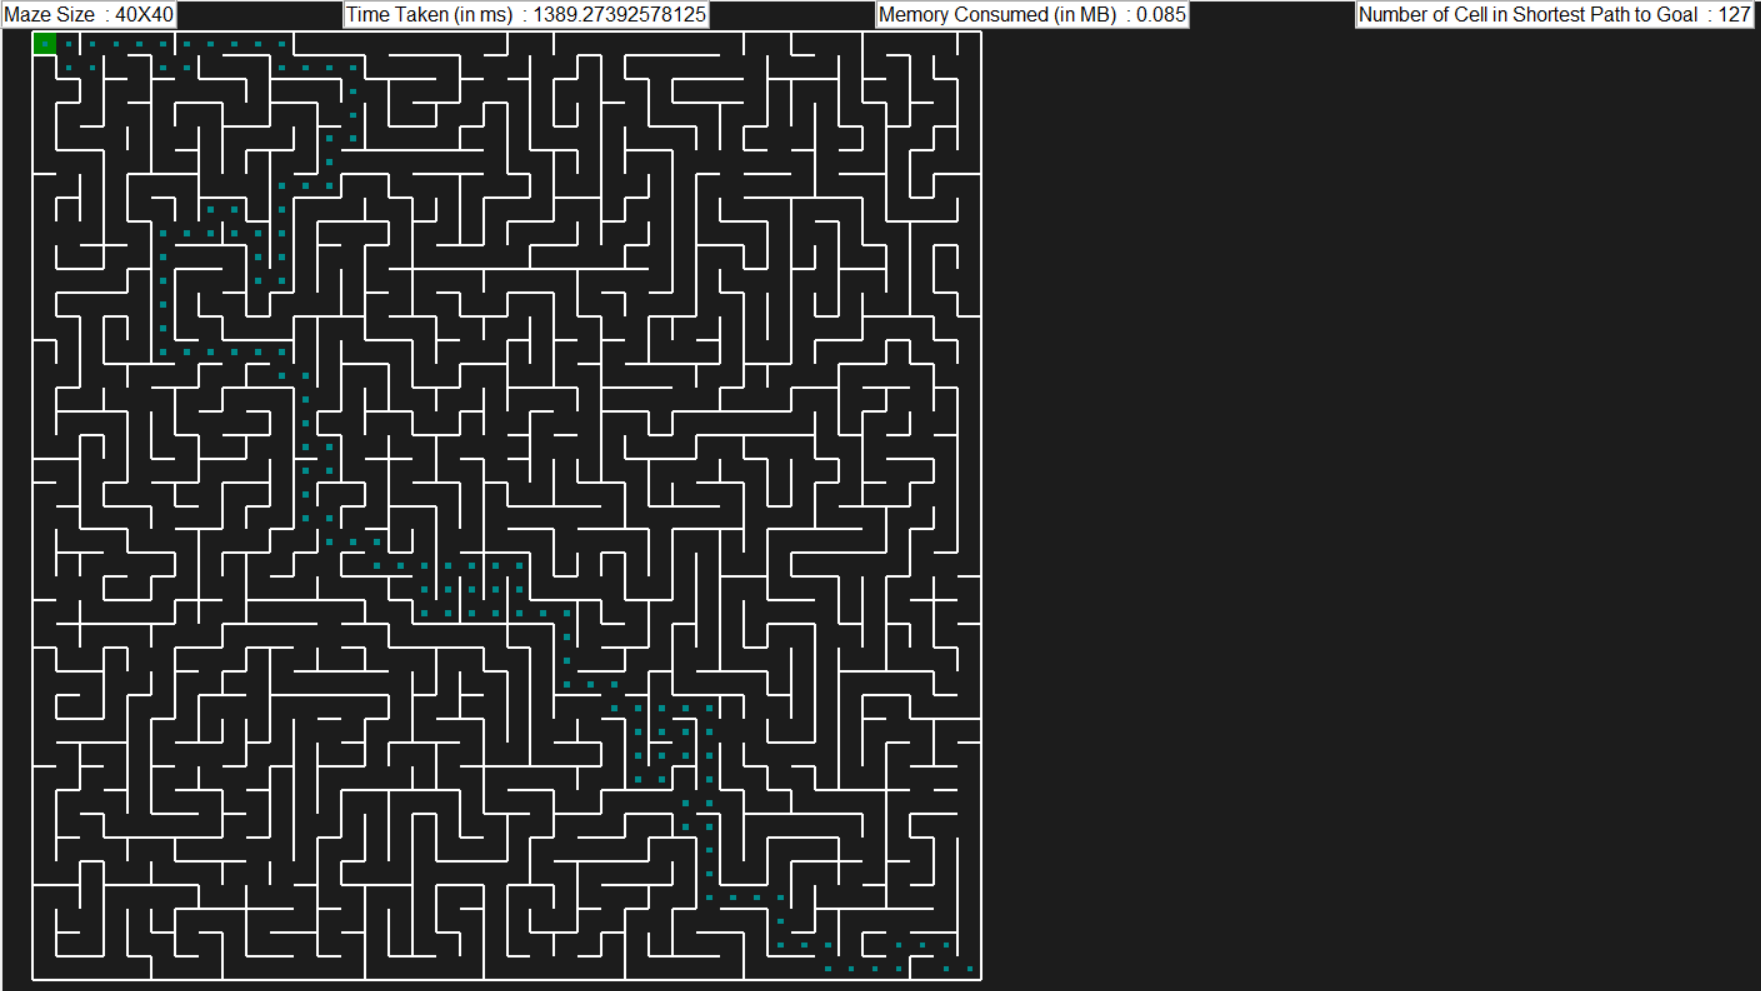 Maze Size : 40X40
Time Taken (in ms) : 1389.27392578125
Memory Consumed (in MB) : 0.085
Number of Cell in Shortest Path to Goal : 127